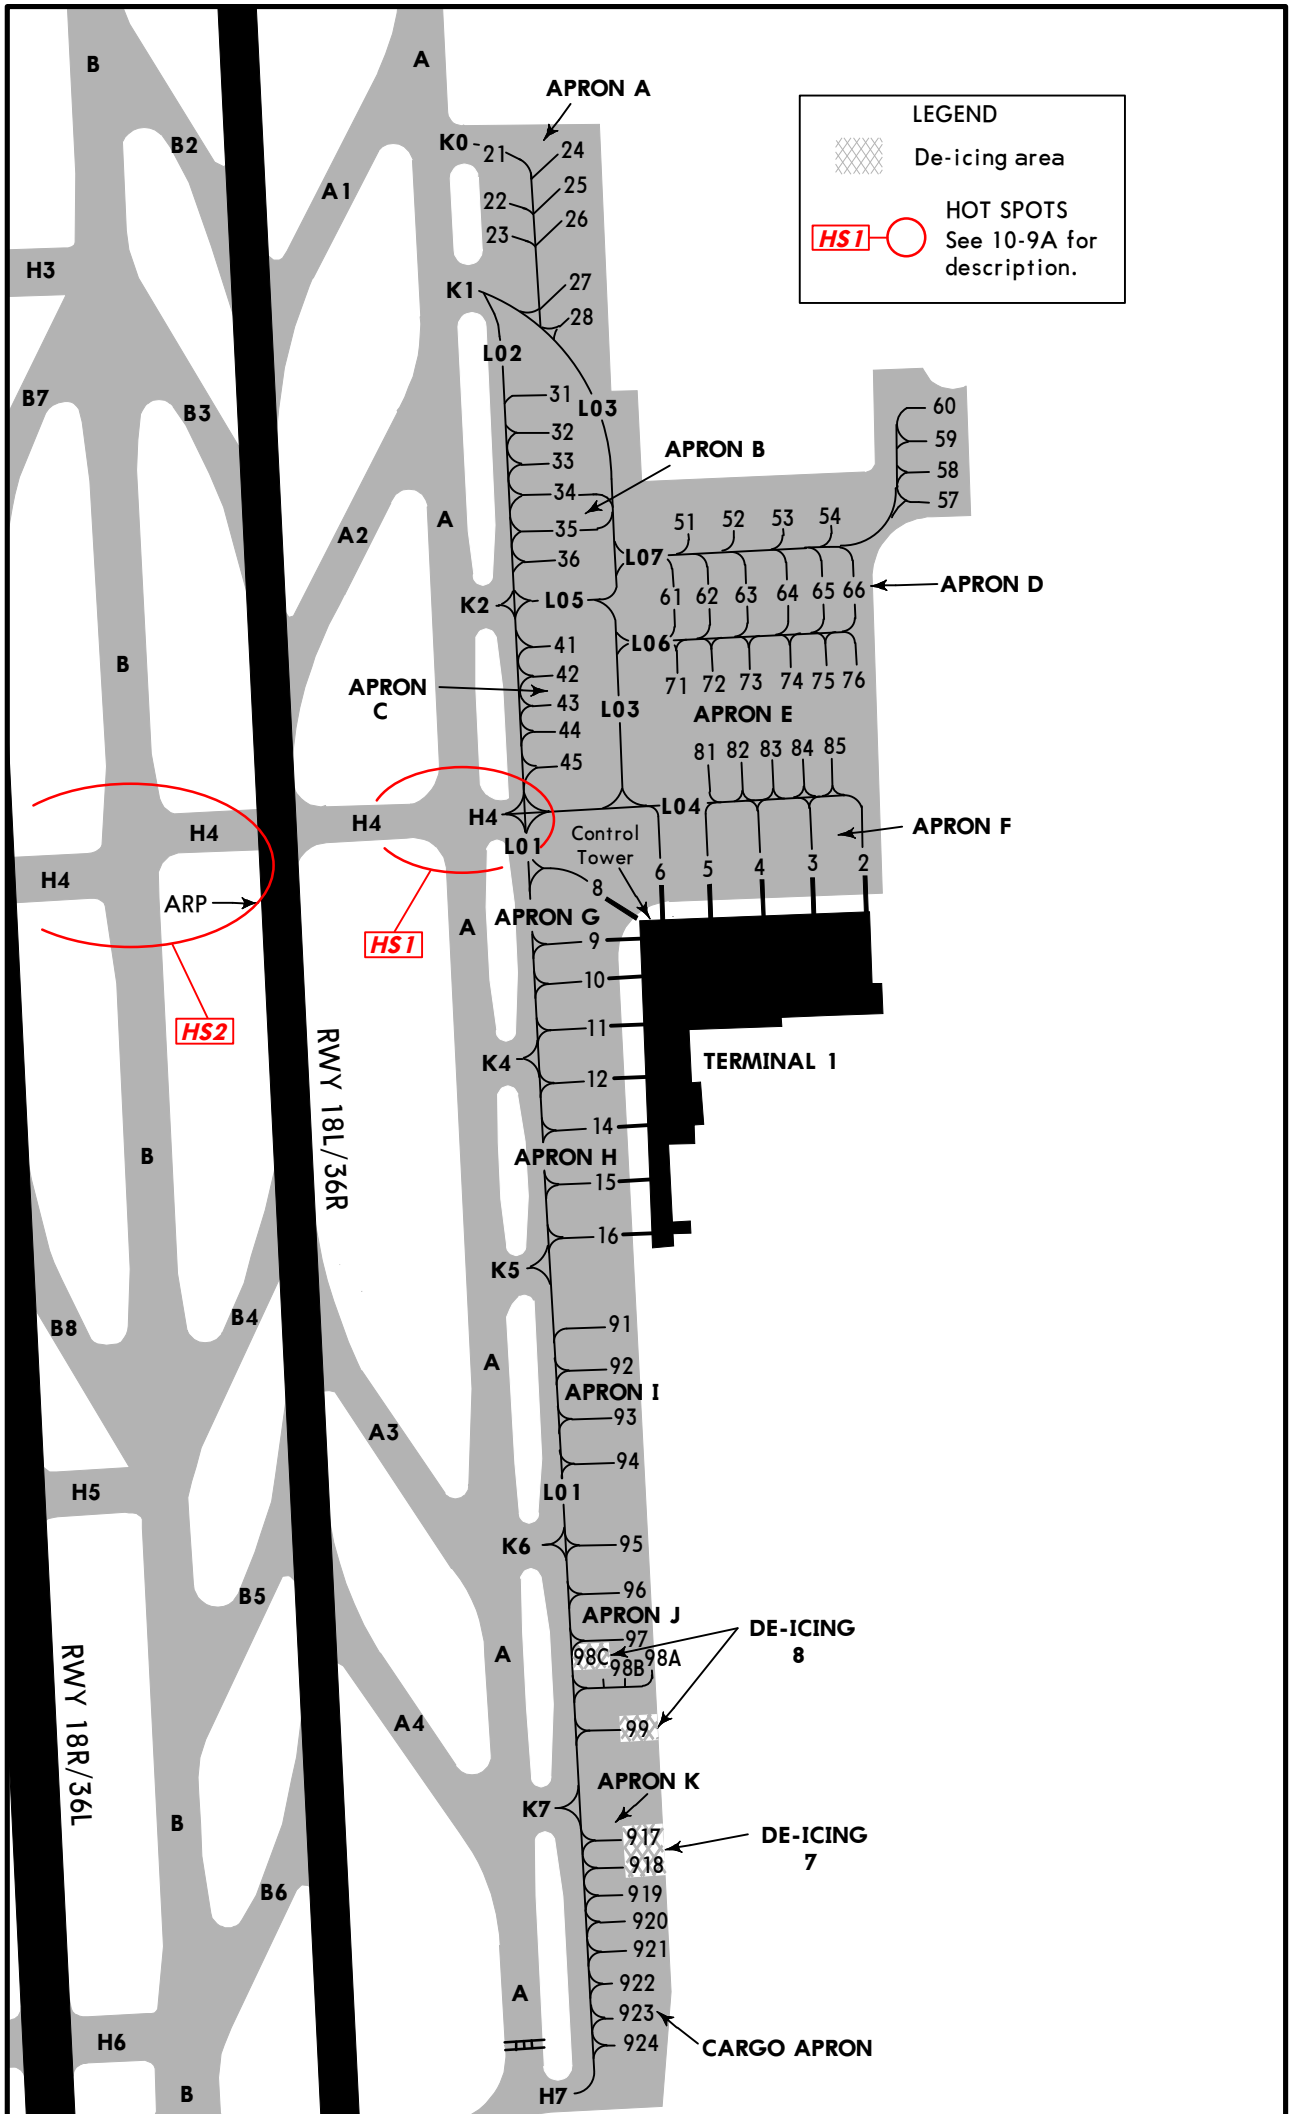 B
A
APRON A
LEGEND
De-icing area
HOT SPOTS
HS1
See 10-9A for
description.
B2
K0
21
24
A1
22
25
23
26
H3
K1
27
28
L02
B7
B3
31
L03
60
32
59
APRON B
33
58
34
57
A
35
51
52
53
54
A2
36
L07
K2
L05
61
62
63
64
65
66
APRON D
B
41
L06
42
71
72
73
74
75
76
APRON
C
43
L03
APRON E
44
45
81
82
83
84
85
H4
H4
H4
L04
L01
Control
Tower
APRON F
H4
8
6
5
4
3
2
ARP
A
APRON G
HS1
9
10
HS2
11
RWY 18L/36R
K4
TERMINAL 1
12
14
B
APRON H
15
16
K5
B8
B4
91
A
92
APRON I
A3
93
94
H5
L01
K6
95
B5
96
APRON J
97
DE-ICING
8
A
98C
98B
98A
RWY 18R/36L
A4
99
APRON K
K7
B
917
DE-ICING
7
918
B6
919
920
921
A
922
923
H6
924
CARGO APRON
B
H7